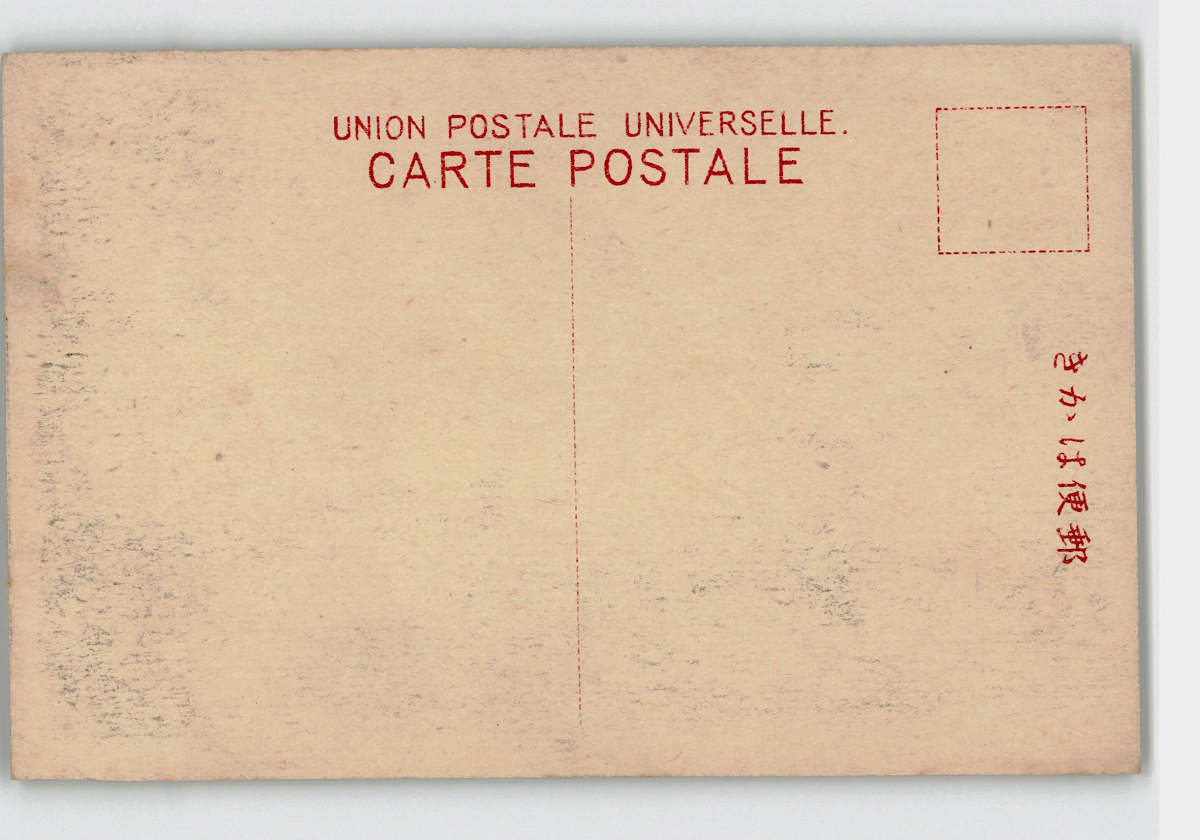 UNION POSTALE UNIVERSELLE.
CARTE POSTALE
郵便はかき